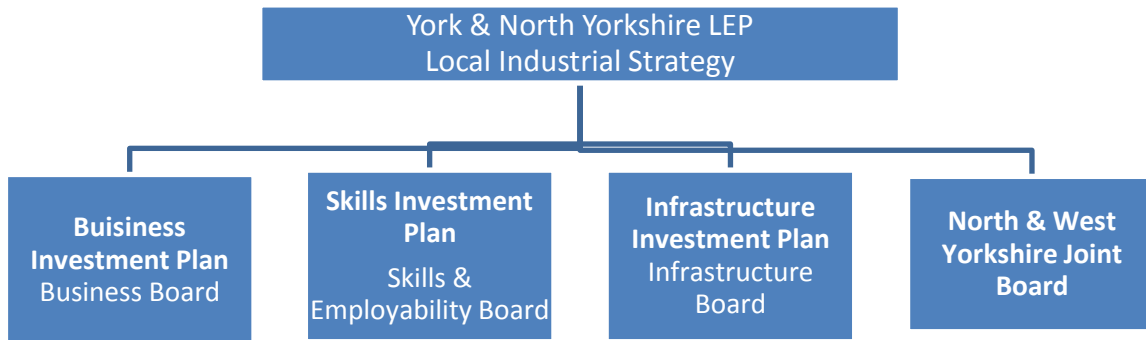 York & North Yorkshire LEP
Local Industrial Strategy
Buisiness
Investment Plan
Business Board
Skills Investment
Plan
Skills &
Employability Board
Infrastructure
Investment Plan
Infrastructure
Board
North & West
Yorkshire Joint
Board